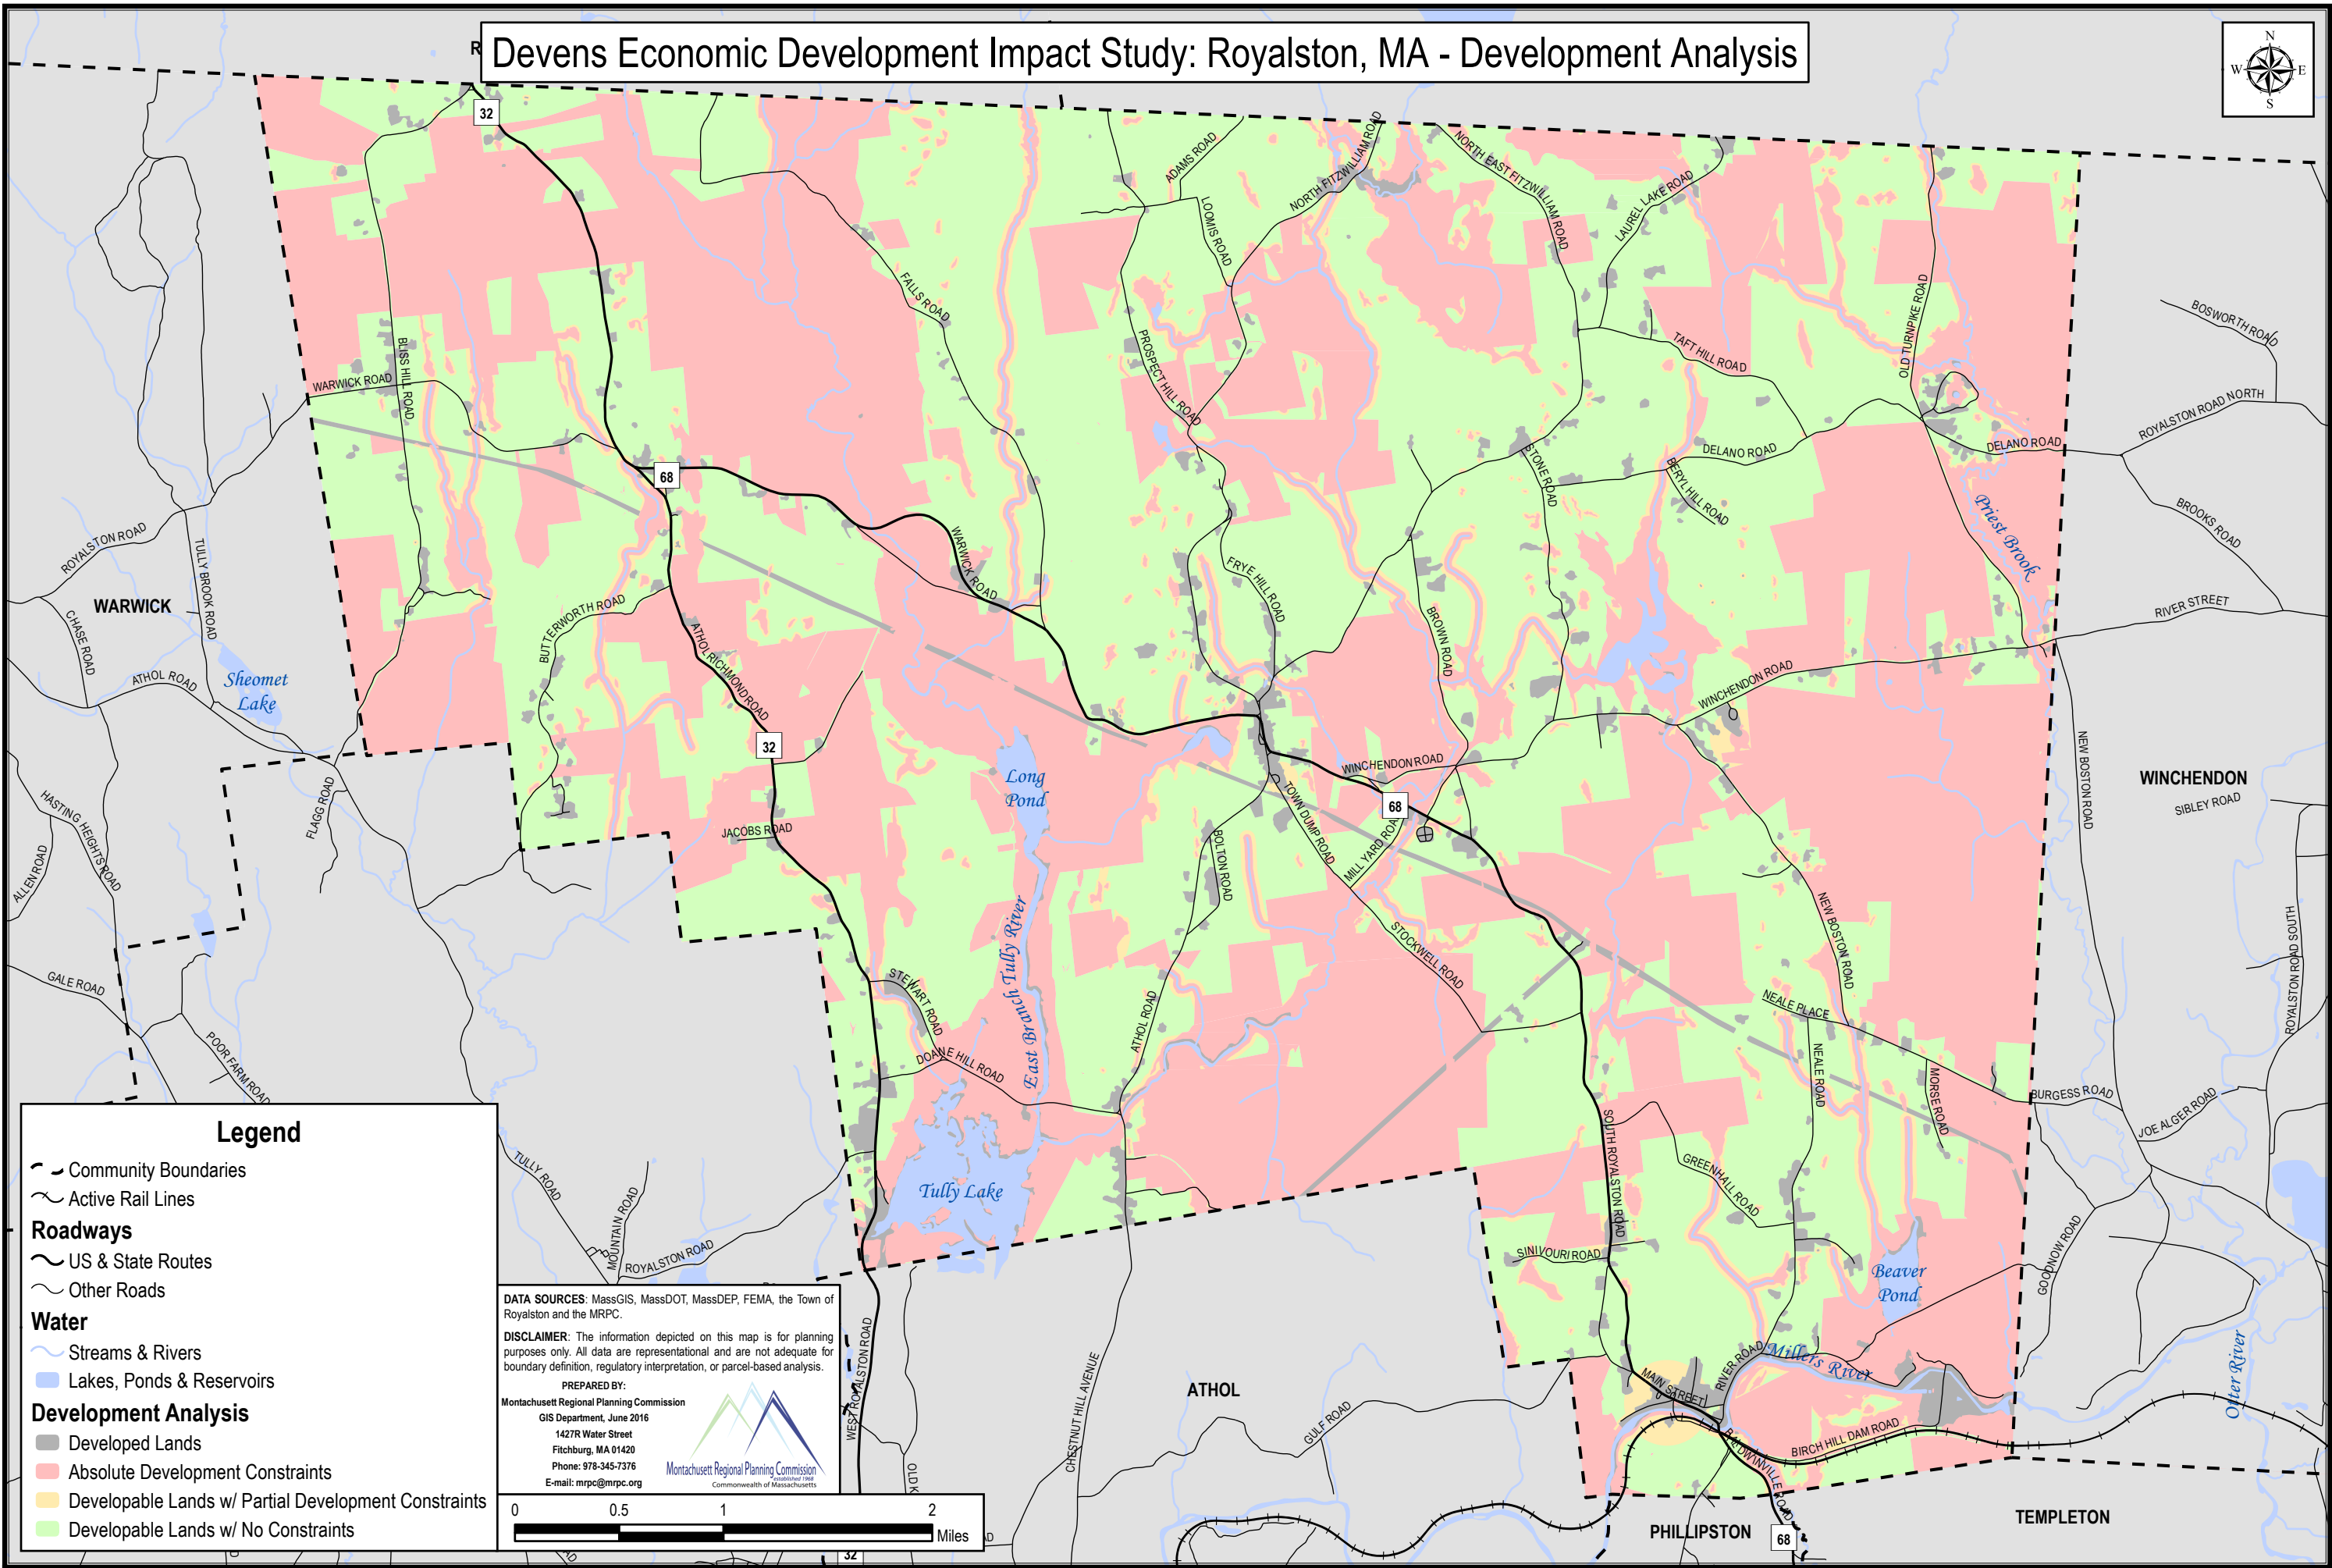 Devens Economic Development Impact Study: Royalston, MA - Development Analysis
R
N
W E
S
32
ADAMS ROAD
NORTH FITZWILLIAM ROAD
NORTH EAST FITZWILLIAM ROAD
LAUREL LAKE ROAD
LOOMIS ROAD
FALLS ROAD
PROSPECT HILL ROAD
TAFT HILL ROAD
OLD TURNPIKE ROAD
BOSWORTH ROAD
BLISS HILL ROAD
WARWICK ROAD
ROYALSTON ROAD NORTH
DELANO ROAD
DELANO ROAD
STONE ROAD
BERYL HILL ROAD
68
Priest Brook
BROOKS ROAD
ROYALSTON ROAD
TULLY BROOK ROAD
WARWICK ROAD
FRYE HILL ROAD
WARWICK
CHASE ROAD
BUTTERWORTH ROAD
ATHOL RICHMOND ROAD
BROWN ROAD
RIVER STREET
ATHOL ROAD
Sheomet
Lake
WINCHENDON ROAD
32
Long
Pond
WINCHENDON ROAD
NEW BOSTON ROAD
WINCHENDON
SIBLEY ROAD
HASTING HEIGHTS ROAD
FLAGG ROAD
ALLEN ROAD
JACOBS ROAD
TOWN DUMP ROAD
68
MILL YARD ROAD
BOLTON ROAD
STOCKWELL ROAD
NEW BOSTON ROAD
ROYALSTON ROAD SOUTH
GALE ROAD
STEWART ROAD
East Branch Tully River
ATHOL ROAD
NEALE PLACE
POOR FARM ROAD
DOANE HILL ROAD
NEALE ROAD
MORSE ROAD
BURGESS ROAD
JOE ALGER ROAD
TULLY ROAD
MOUNTAIN ROAD
ROYALSTON ROAD
Tully Lake
SOUTH ROYALSTON ROAD
GREENHALL ROAD
SINIVOURI ROAD
Beaver
Pond
GOODNOW ROAD
Otter River
WEST ROYALSTON ROAD
CHESTNUT HILL AVENUE
ATHOL
GULF ROAD
MAIN STREET
RIVER ROAD
Millers River
BIRCH HILL DAM ROAD
BALDWINVILLE ROAD
PHILLIPSTON
68
TEMPLETON
OLD K
32
Legend
Community Boundaries
Active Rail Lines
Roadways
US & State Routes
Other Roads
Water
Streams & Rivers
Lakes, Ponds & Reservoirs
Development Analysis
Developed Lands
Absolute Development Constraints
Developable Lands w/ Partial Development Constraints
Developable Lands w/ No Constraints
DATA SOURCES: MassGIS, MassDOT, MassDEP, FEMA, the Town of
Royalston and the MRPC.
DISCLAIMER: The information depicted on this map is for planning
purposes only. All data are representational and are not adequate for
boundary definition, regulatory interpretation, or parcel-based analysis.
PREPARED BY:
Montachusett Regional Planning Commission
GIS Department, June 2016
1427R Water Street
Fitchburg, MA 01420
Phone: 978-345-7376
E-mail: mrpc@mrpc.org
Montachusett Regional Planning Commission
established 1968
Commonwealth of Massachusetts
0 0.5 1 2
Miles